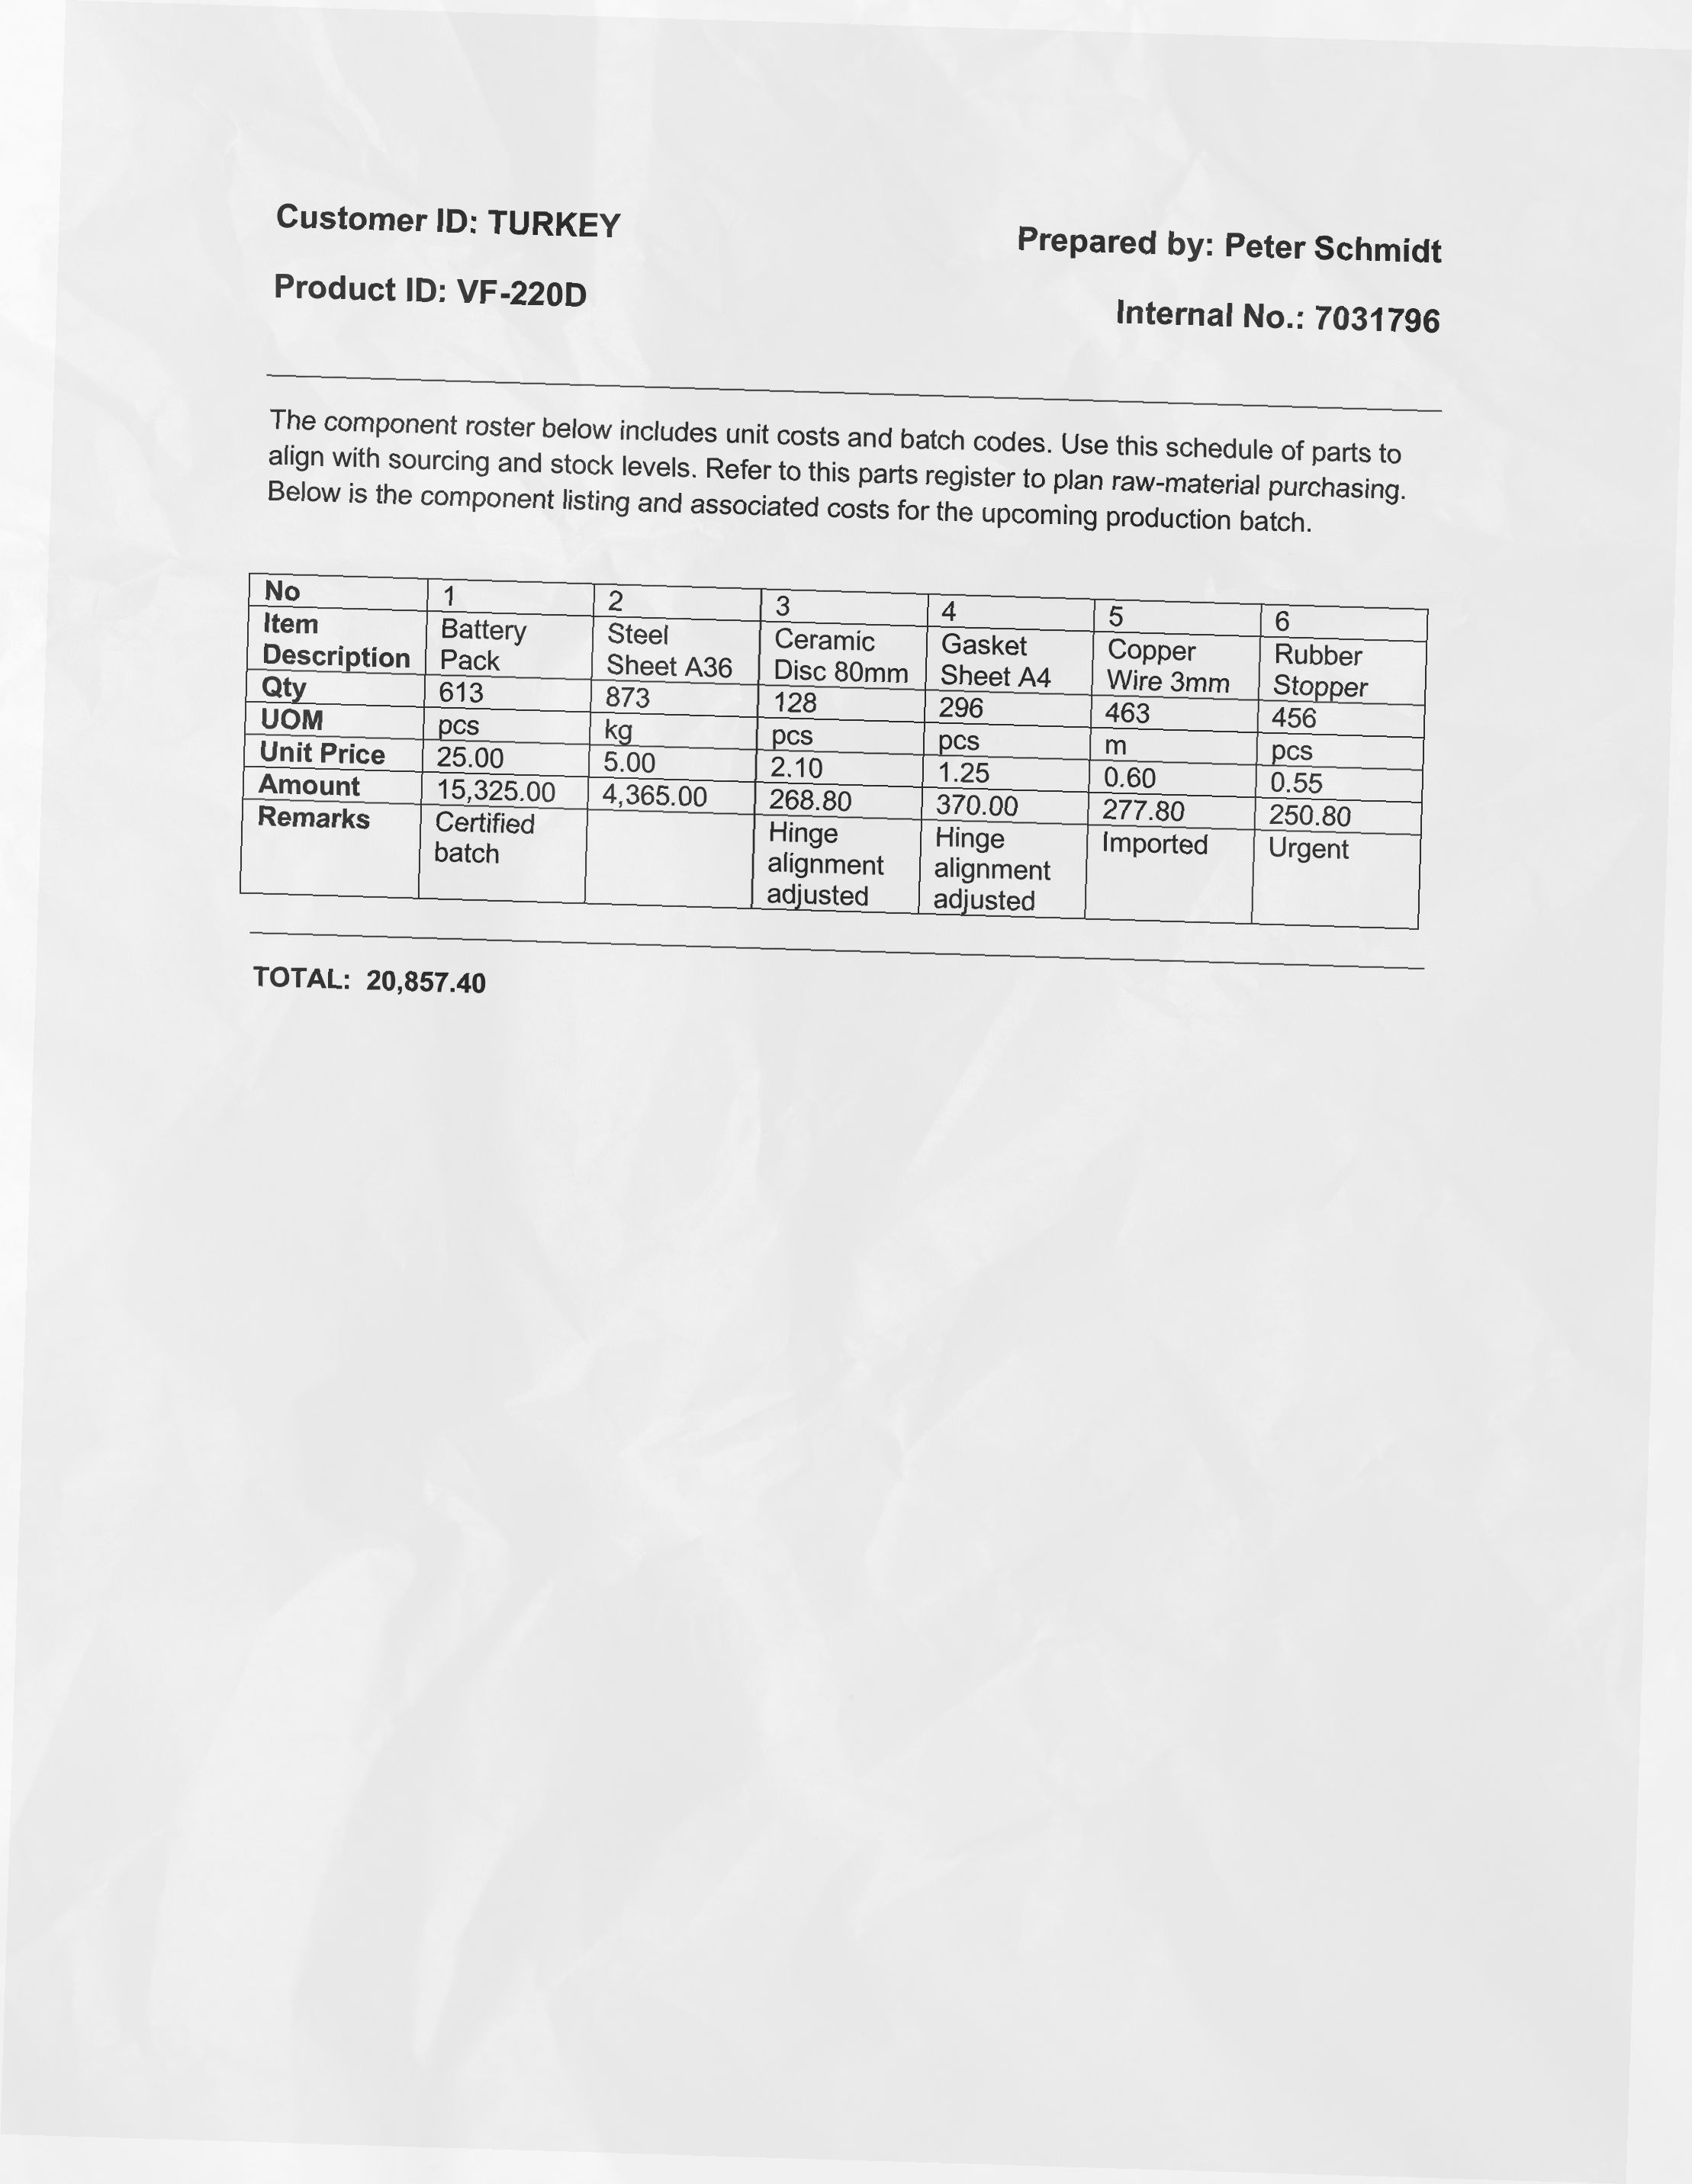 Customer ID: TURKEY
Prepared by: Peter Schmidt
Product ID: VF-220D
Internal No.: 7031796
The component roster below includes unit costs and batch codes. Use this schedule of parts to
align with sourcing and stock levels. Refer to this parts register to plan raw-material purchasing.
Below is the component listing and associated costs for the upcoming production batch.
No 1 2 3 4 5 6
Item Battery Steel Ceramic Gasket Copper Rubber
Description Pack Sheet A36 Disc 80mm Sheet A4 Wire 3mm Stopper
Qty 613 873 128 296 463 456
UOM pcs kg pcs pcs m pcs
Unit Price 25.00 5.00 2.10 1.25 0.60 0.55
Amount 15,325.00 4,365.00 268.80 370.00 277.80 250.80
Remarks Certified Hinge Hinge Imported Urgent
batch alignment alignment
adjusted adjusted
TOTAL: 20,857.40